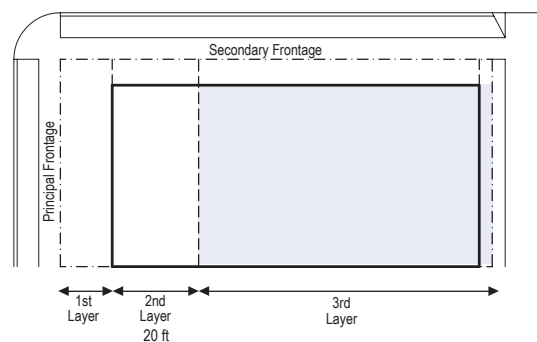 Secondary Frontage
Principal Frontage
1st
Layer
2nd
Layer
20 ft
3rd
Layer